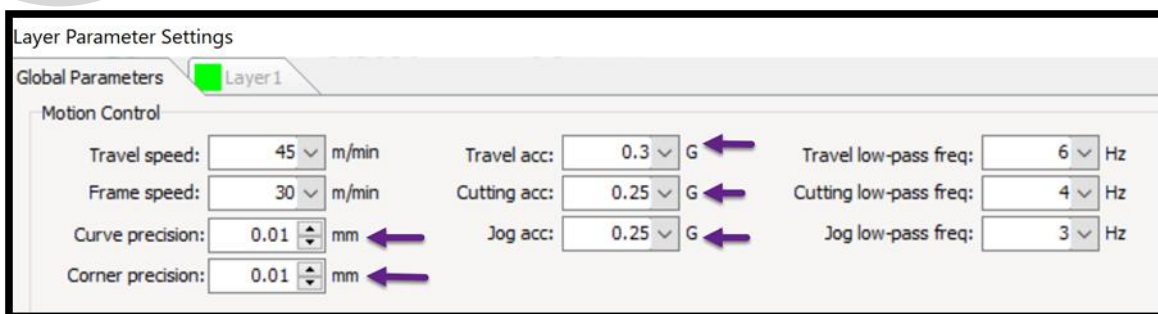 Layer Parameter Settings
Global Parameters Layer1
Motion Control
Travel speed: 45 m/min Travel acc: 0.3 G Travel low-pass freq: 6 Hz
Frame speed: 30 m/min Cutting acc: 0.25 G Cutting low-pass freq: 4 Hz
Curve precision: 0.01 mm Jog acc: 0.25 G Jog low-pass freq: 3 Hz
Corner precision: 0.01 mm